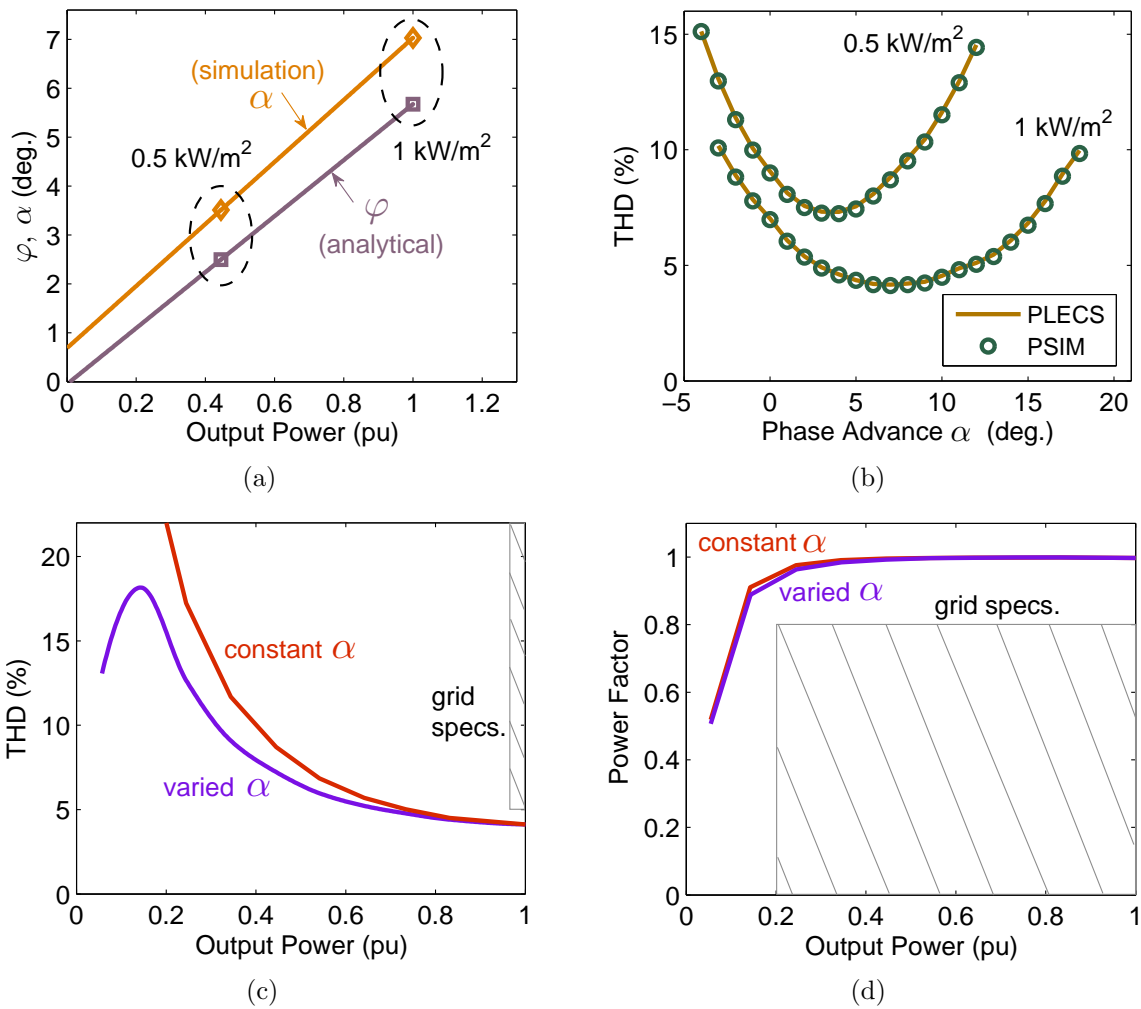 7
6
5
4
3
2
1
0
φ, α (deg.)
(simulation)
α
0.5 kW/m²
1 kW/m²
φ
(analytical)
0 0.2 0.4 0.6 0.8 1 1.2
Output Power (pu)
(a)
15
10
5
0
THD (%)
0.5 kW/m²
1 kW/m²
PLECS
PSIM
−5 0 5 10 15 20
Phase Advance α (deg.)
(b)
20
15
10
5
0
THD (%)
constant α
varied α
grid
specs.
0 0.2 0.4 0.6 0.8 1
Output Power (pu)
(c)
1
0.8
0.6
0.4
0.2
0
Power Factor
constant α
varied α
grid specs.
0 0.2 0.4 0.6 0.8 1
Output Power (pu)
(d)